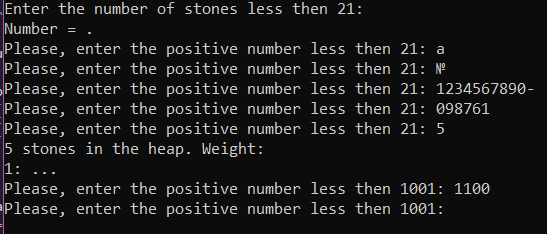 Enter the number of stones less then 21:
Number = .
Please, enter the positive number less then 21: a
Please, enter the positive number less then 21: №
Please, enter the positive number less then 21: 1234567890-
Please, enter the positive number less then 21: 098761
Please, enter the positive number less then 21: 5
5 stones in the heap. Weight:
1: ...
Please, enter the positive number less then 1001: 1100
Please, enter the positive number less then 1001: